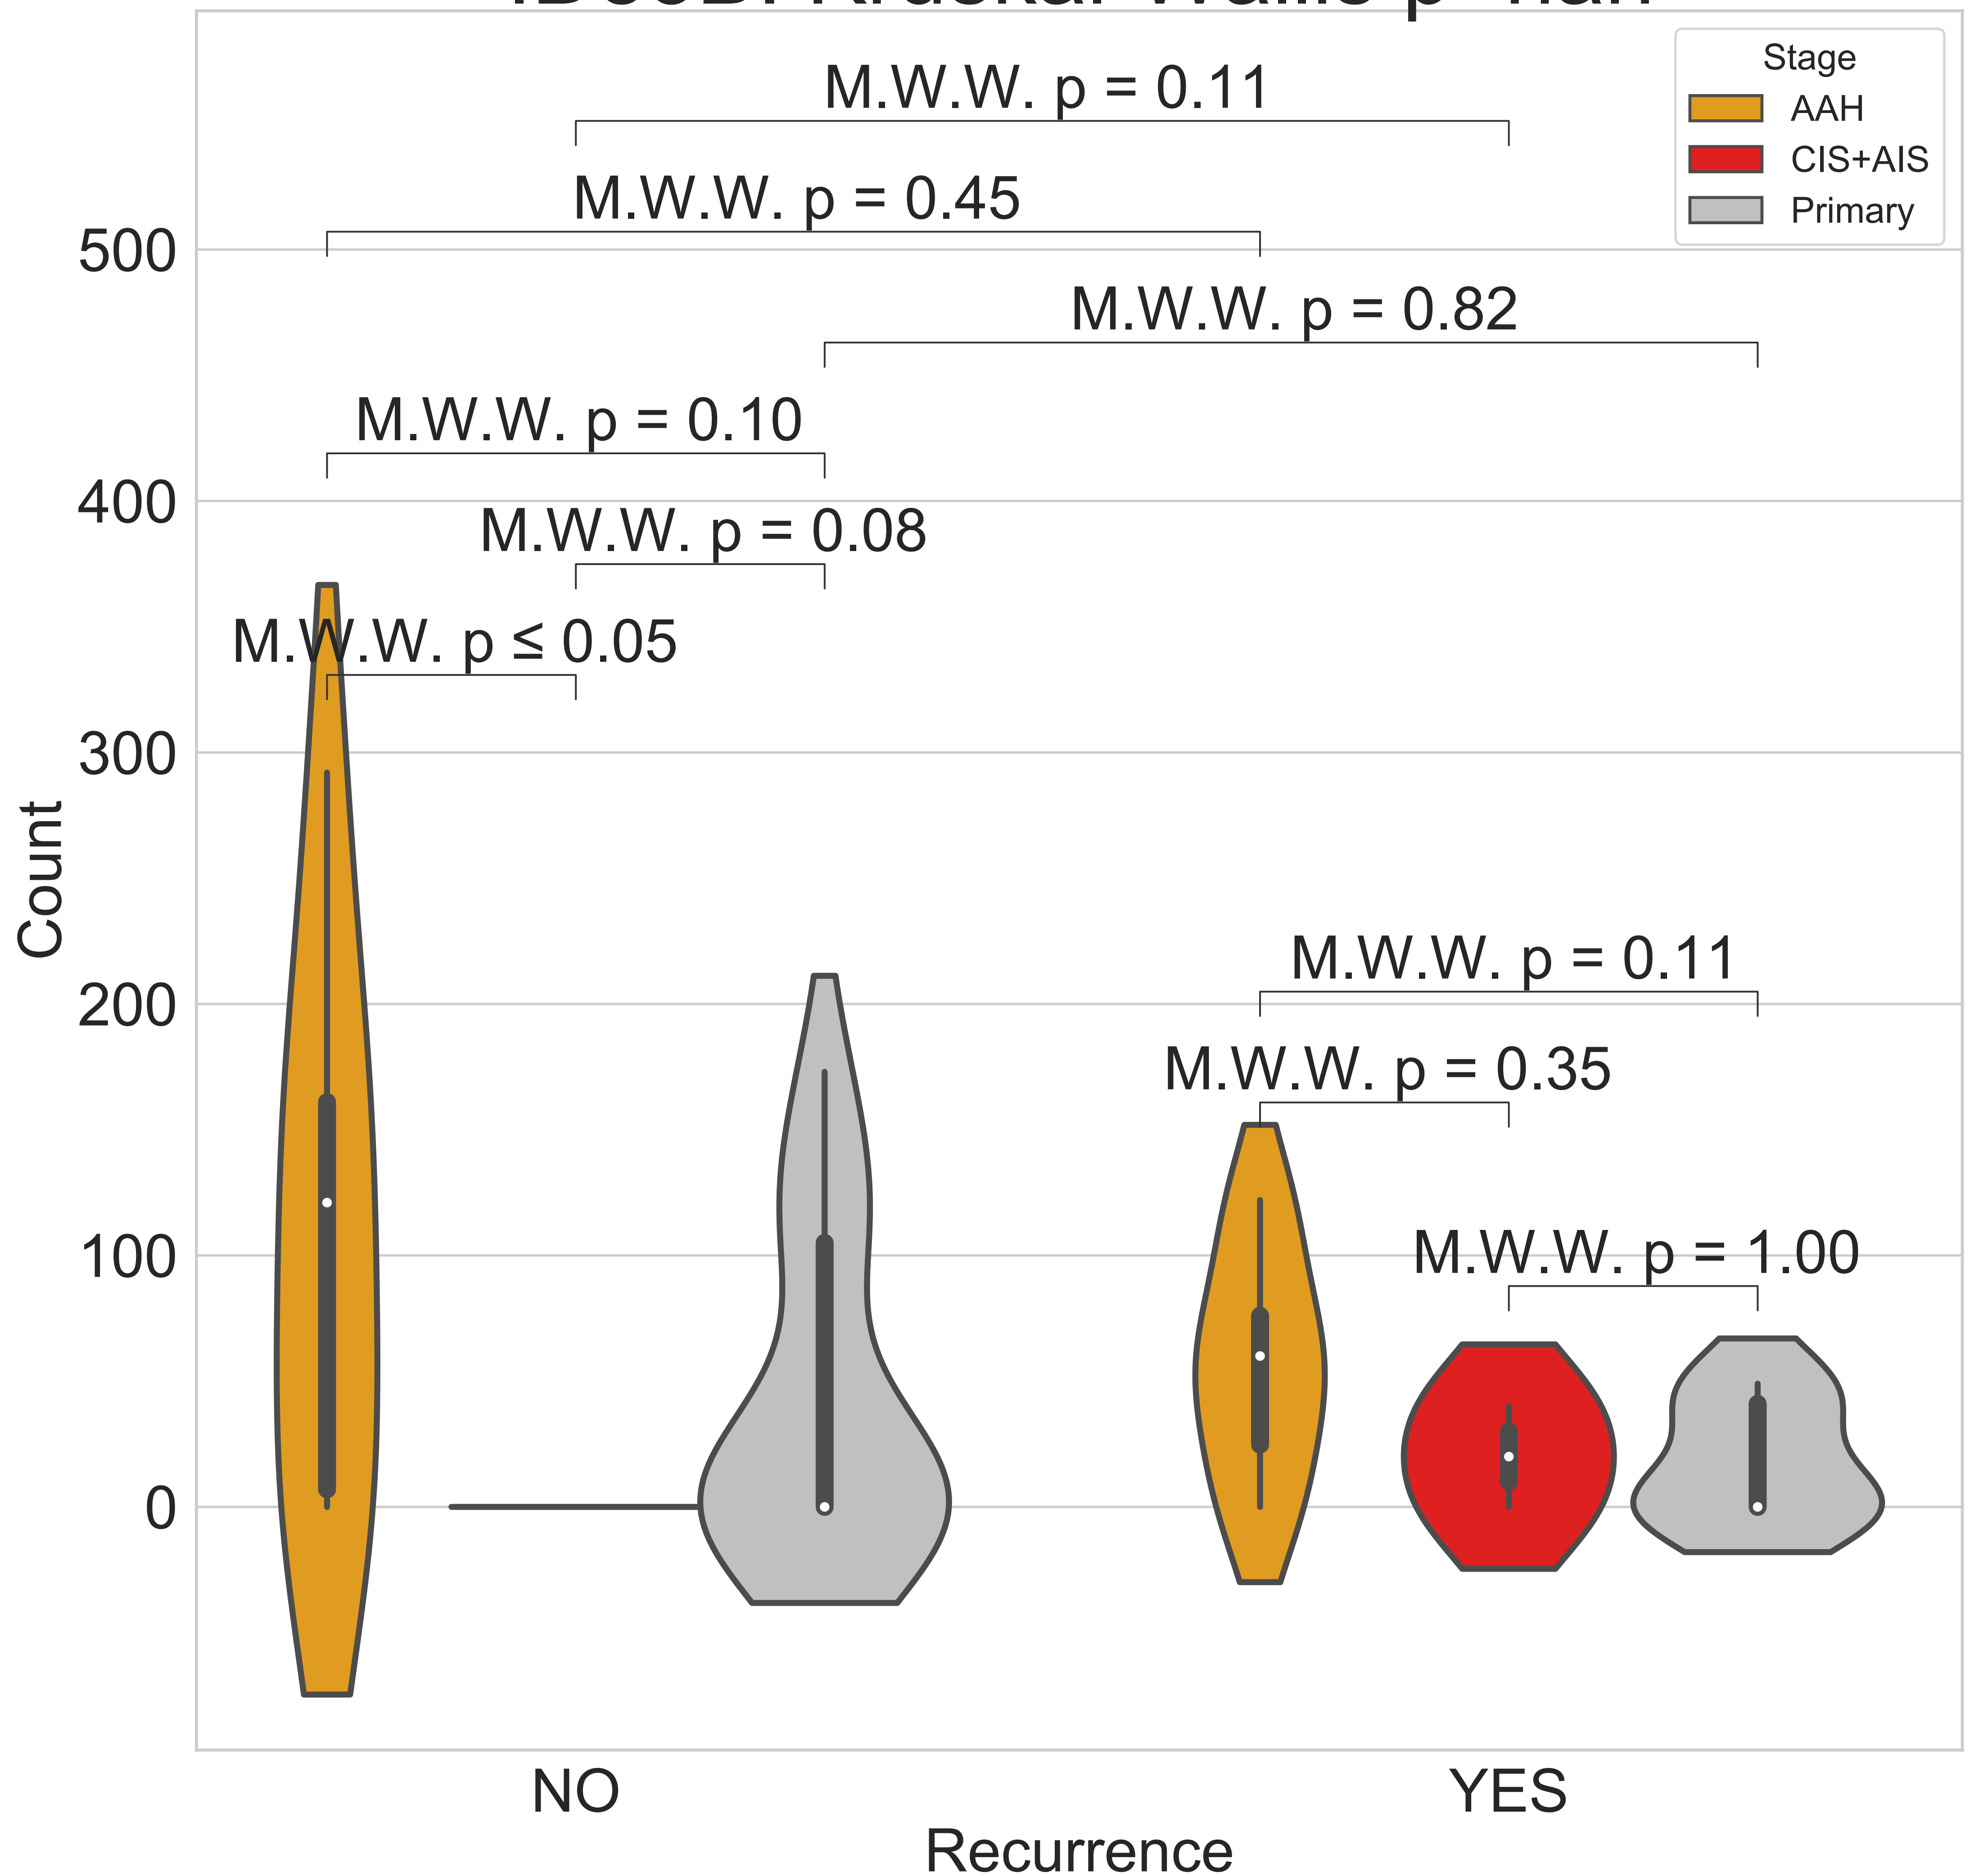 Stage
AAH
CIS+AIS
Primary
M.W.W. p = 0.11
M.W.W. p = 0.45
M.W.W. p = 0.82
M.W.W. p = 0.10
M.W.W. p = 0.08
M.W.W. p ≤ 0.05
M.W.W. p = 0.11
M.W.W. p = 0.35
M.W.W. p = 1.00
500
400
300
200
100
0
Count
NO
YES
Recurrence